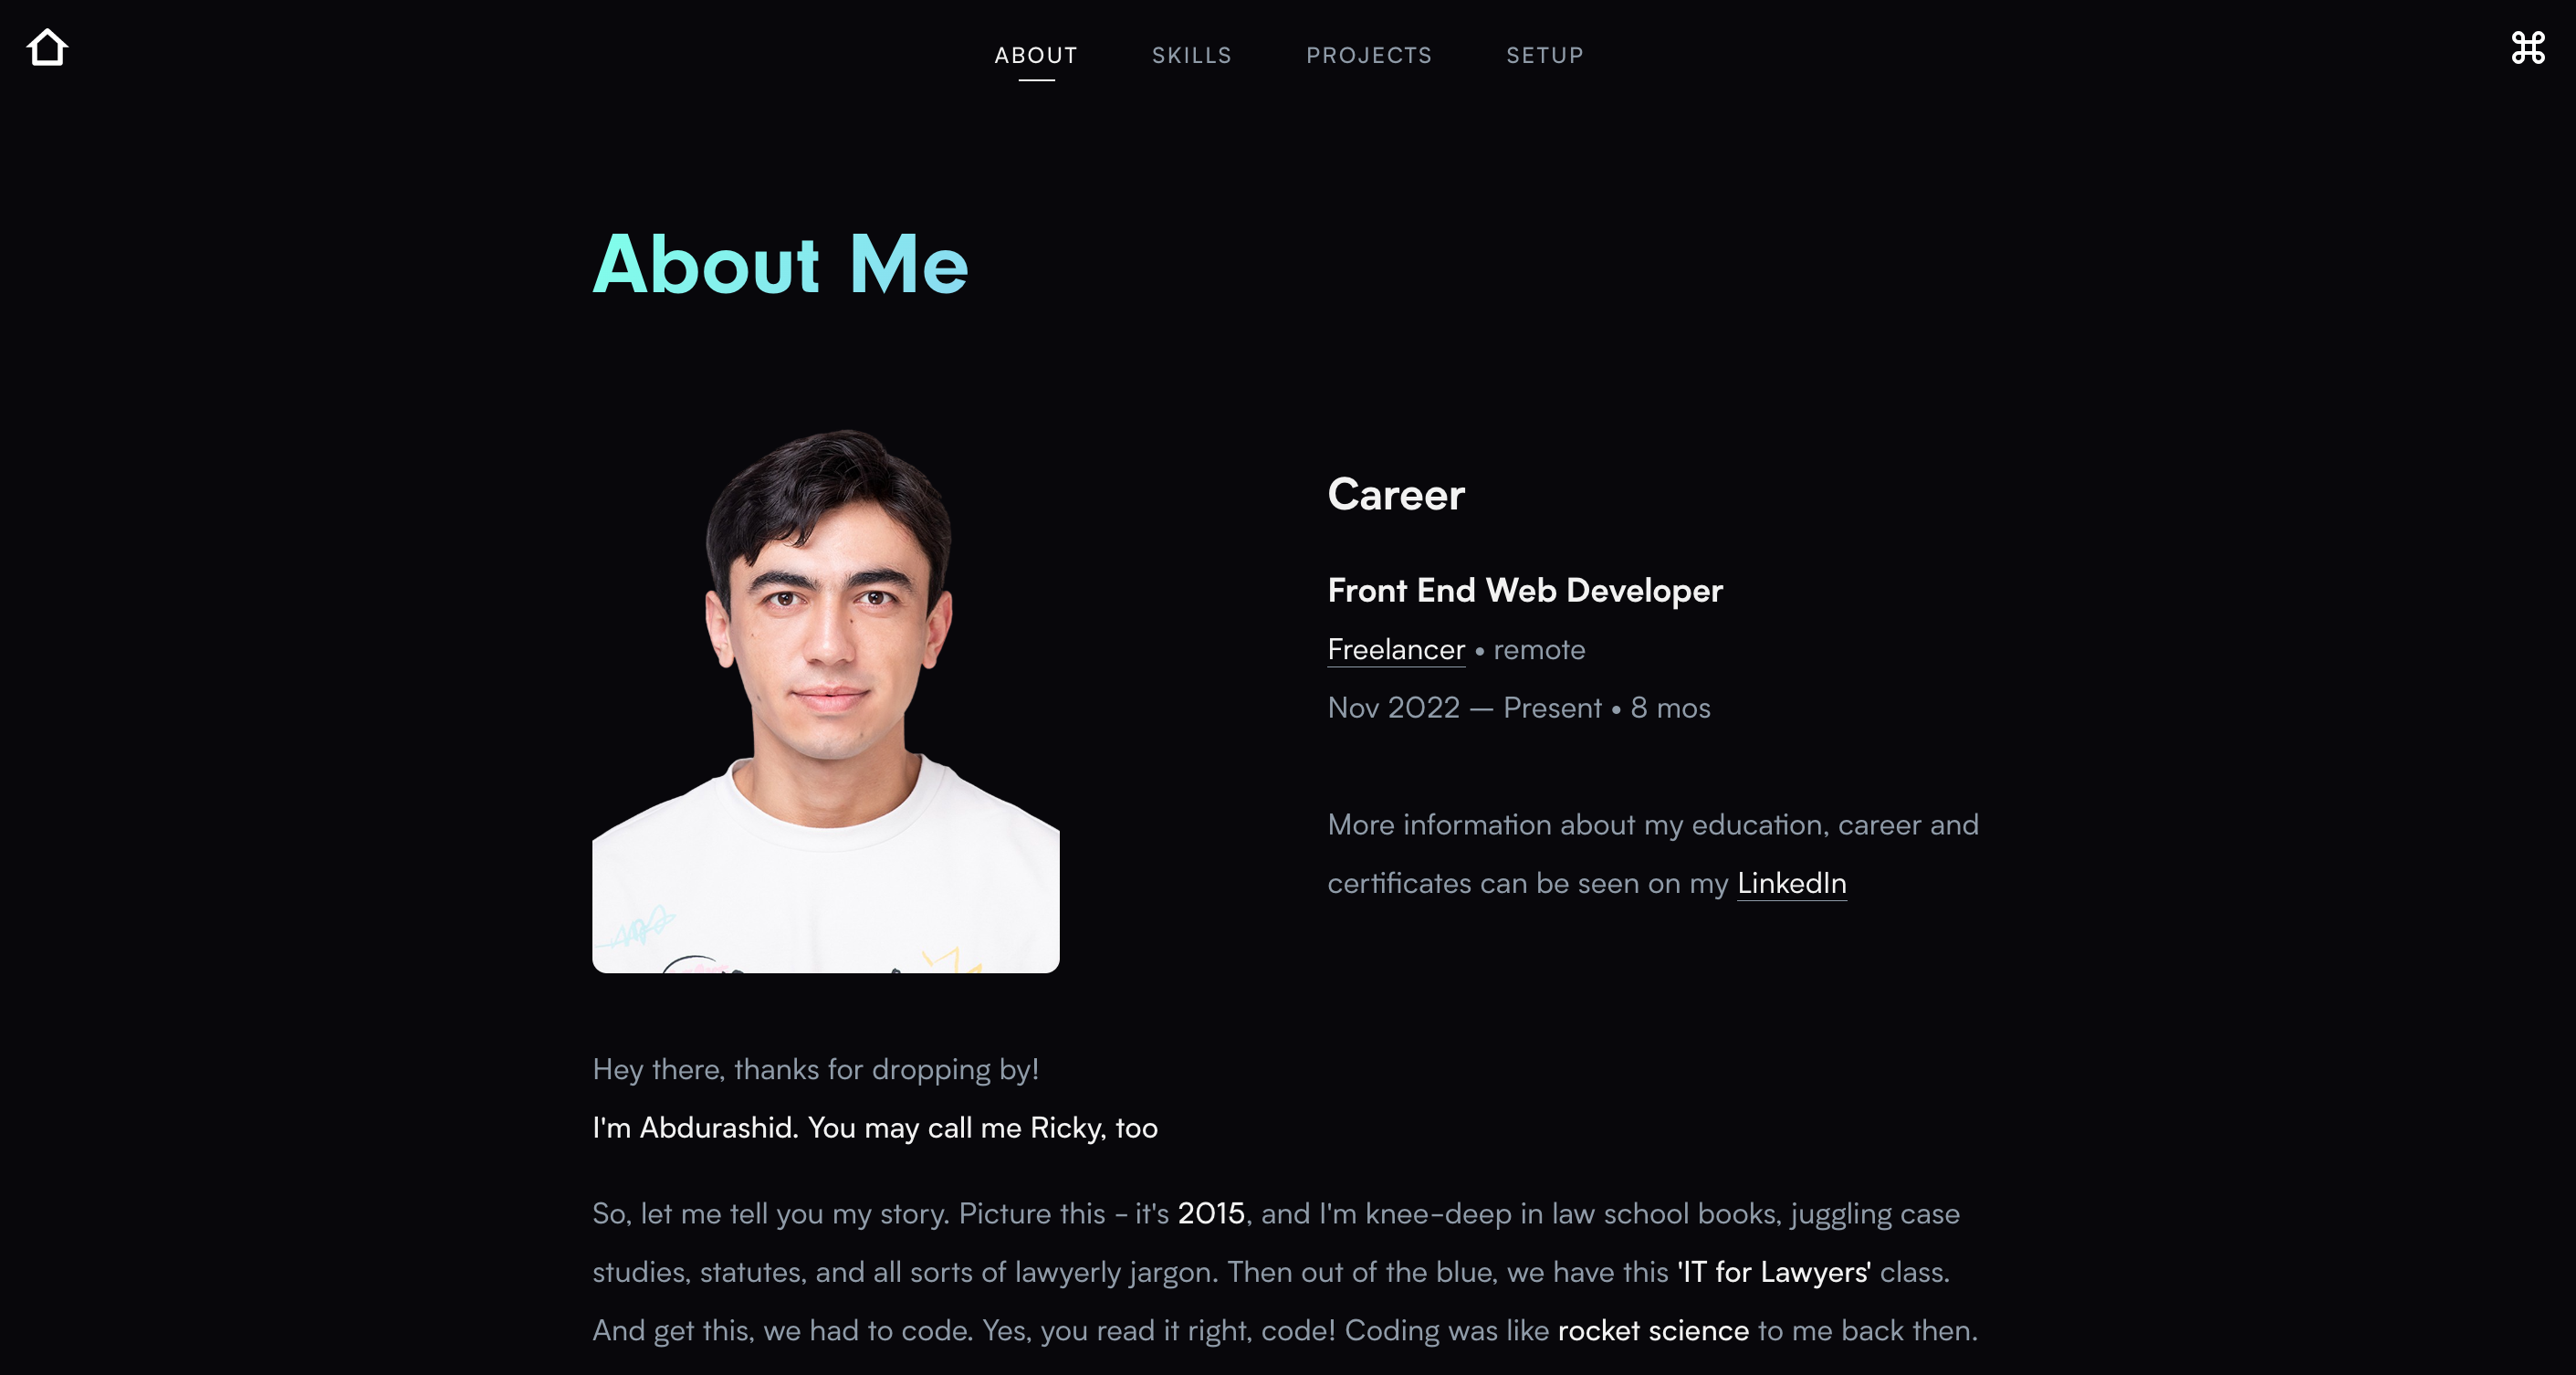 ABOUT
SKILLS
PROJECTS
SETUP
About Me
Career
Front End Web Developer
Freelancer • remote
Nov 2022 — Present • 8 mos
More information about my education, career and
certificates can be seen on my LinkedIn
Hey there, thanks for dropping by!
I'm Abdurashid. You may call me Ricky, too
So, let me tell you my story. Picture this - it's 2015, and I'm knee-deep in law school books, juggling case
studies, statutes, and all sorts of lawyerly jargon. Then out of the blue, we have this 'IT for Lawyers' class.
And get this, we had to code. Yes, you read it right, code! Coding was like rocket science to me back then.